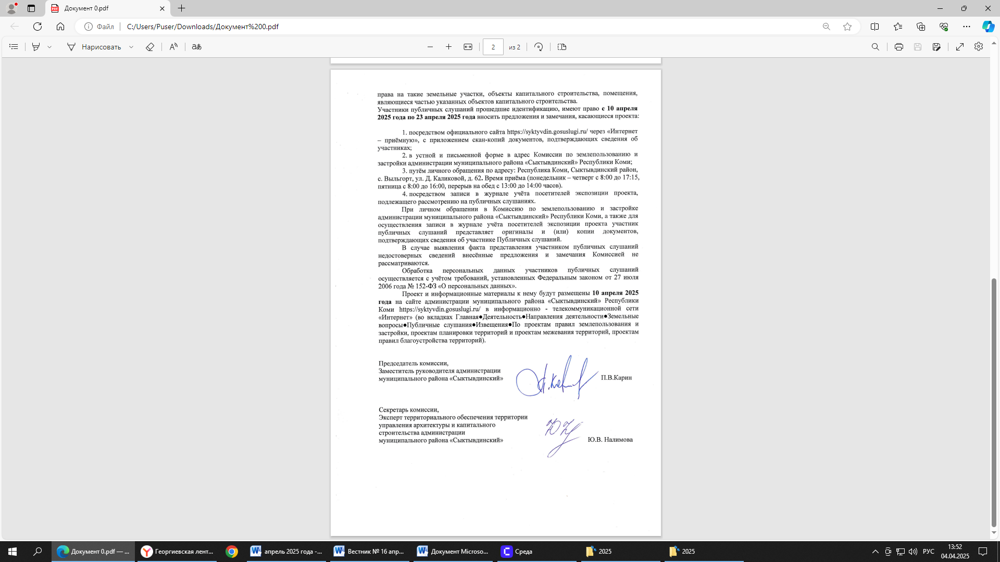 Документ 0.pdf
Файл
C:/Users/Puser/Downloads/Документ%200.pdf
Нарисовать
2
из 2
права на такие земельные участки, объекты капитального строительства, помещения,
являющиеся частью указанных объектов капитального строительства.
Участники публичных слушаний прошедшие идентификацию, имеют право с 10 апреля
2025 года по 23 апреля 2025 года вносить предложения и замечания, касающиеся проекта:
1. посредством официального сайта https://syktyvdin.gosuslugi.ru/ через «Интернет
– приёмную», с приложением скан-копий документов, подтверждающих сведения об
участниках;
2. в устной и письменной форме в адрес Комиссии по землепользованию и
застройки администрации муниципального района «Сыктывдинский» Республики Коми;
3. путём личного обращения по адресу: Республика Коми, Сыктывдинский район,
с. Выльгорт, ул. Д. Каликовой, д. 62. Время приёма (понедельник – четверг с 8:00 до 17:15,
пятница с 8:00 до 16:00, перерыв на обед с 13:00 до 14:00 часов).
4. посредством записи в журнале учёта посетителей экспозиции проекта,
подлежащего рассмотрению на публичных слушаниях.
При личном обращении в Комиссию по землепользованию и застройке
администрации муниципального района «Сыктывдинский» Республики Коми, а также для
осуществления записи в журнале учёта посетителей экспозиции проекта участник
публичных слушаний представляет оригиналы и (или) копии документов,
подтверждающих сведения об участнике Публичных слушаний.
В случае выявления факта представления участником публичных слушаний
недостоверных сведений внесённые предложения и замечания Комиссией не
рассматриваются.
Обработка персональных данных участников публичных слушаний
осуществляется с учётом требований, установленных Федеральным законом от 27 июля
2006 года № 152-ФЗ «О персональных данных».
Проект и информационные материалы к нему будут размещены 10 апреля 2025
года на сайте администрации муниципального района «Сыктывдинский» Республики
Коми https://syktyvdin.gosuslugi.ru/ в информационно - телекоммуникационной сети
«Интернет» (во вкладках Главная●Деятельность●Направления деятельности●Земельные
вопросы●Публичные слушания●Извещения●По проектам правил землепользования и
застройки, проектам планировки территорий и проектам межевания территорий, проектам
правил благоустройства территорий).
Председатель комиссии,
Заместитель руководителя администрации
муниципального района «Сыктывдинский»
П.В.Карин
Секретарь комиссии,
Эксперт территориального обеспечения территории
управления архитектуры и капитального
строительства администрации
муниципального района «Сыктывдинский»
Ю.В. Налимова
Документ 0.pdf — ...
Георгиевская лент...
апрель 2025 года -...
Вестник № 16 апр...
Документ Microso...
Среда
2025
2025
РУС
13:52
04.04.2025